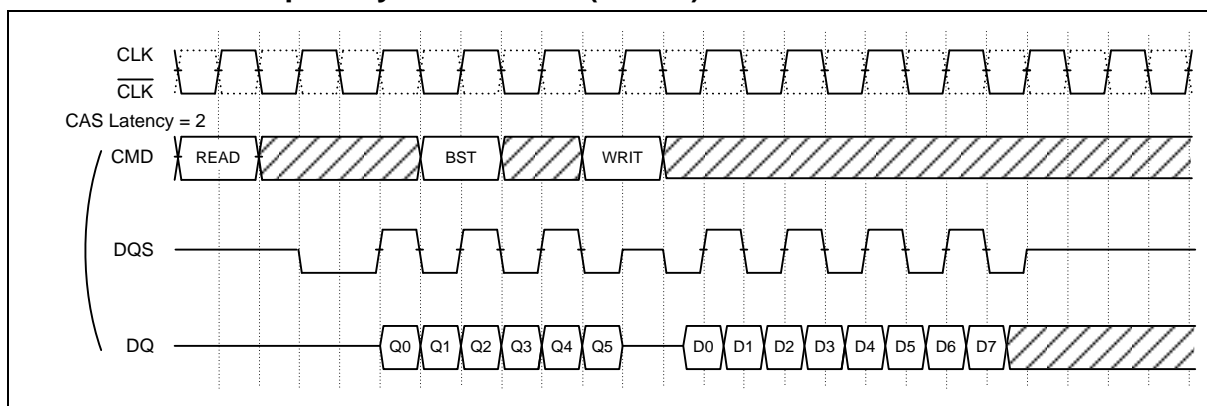 CLK
CLK
CAS Latency = 2
CMD READ BST WRIT
DQS
DQ Q0 Q1 Q2 Q3 Q4 Q5 D0 D1 D2 D3 D4 D5 D6 D7